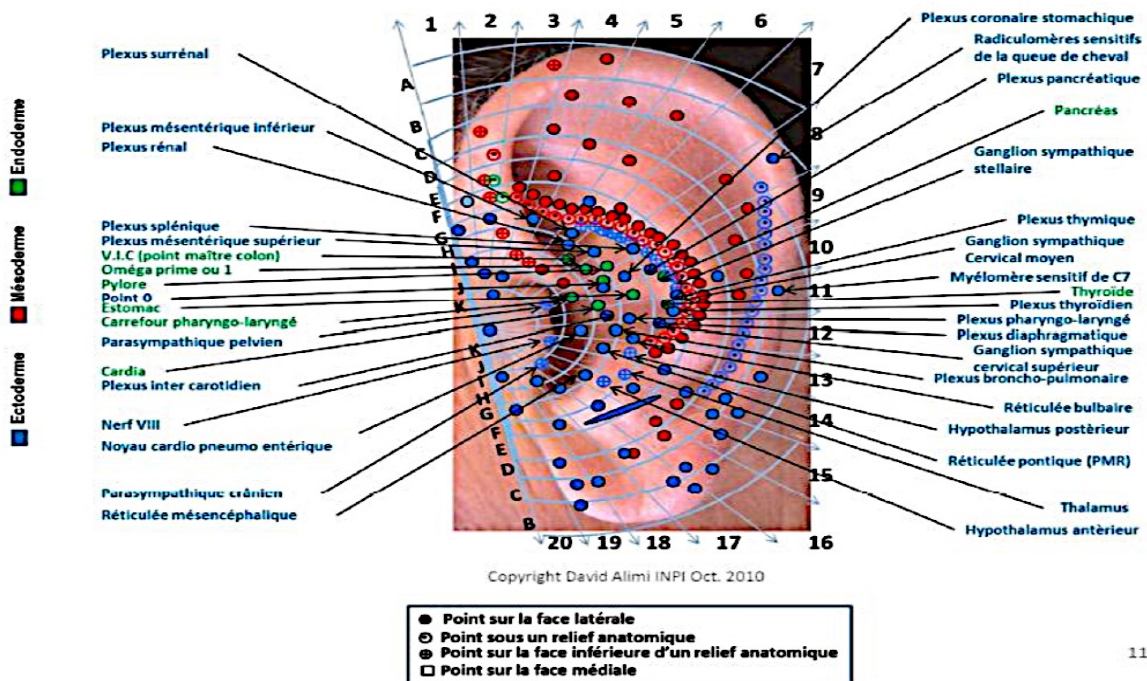 1
2
3
4
5
6
7
8
9
10
11
12
13
14
15
16
17
18
19
20
A
B
C
D
E
F
G
H
I
J
K
K
J
I
H
G
F
E
D
C
B
Endoderme
Mésoderme
Ectoderme
Plexus surrénal
Plexus mésentérique inférieur
Plexus rénal
Plexus splénique
Plexus mésentérique supérieur
V.I.C (point maître colon)
Oméga prime ou 1
Pylore
Point 0
Estomac
Carrefour pharyngo-laryngé
Parasympathique pelvien
Cardia
Plexus inter carotidien
Nerf VIII
Noyau cardio pneumo entérique
Parasympathique crânien
Réticulée mésencéphalique
Plexus coronaire stomachique
Radiculomères sensitifs
de la queue de cheval
Plexus pancréatique
Pancréas
Ganglion sympathique
stellaire
Plexus thymique
Ganglion sympathique
Cervical moyen
Myélomère sensitif de C7
Thyroïde
Plexus thyroïdien
Plexus pharyngo-laryngé
Plexus diaphragmatique
Ganglion sympathique
cervical supérieur
Plexus broncho-pulmonaire
Réticulée bulbaire
Hypothalamus postèrieur
Réticulée pontique (PMR)
Thalamus
Hypothalamus antèrieur
Copyright David Alimi INPI Oct. 2010
Point sur la face latérale
Point sous un relief anatomique
Point sur la face inférieure d'un relief anatomique
Point sur la face médiale
11